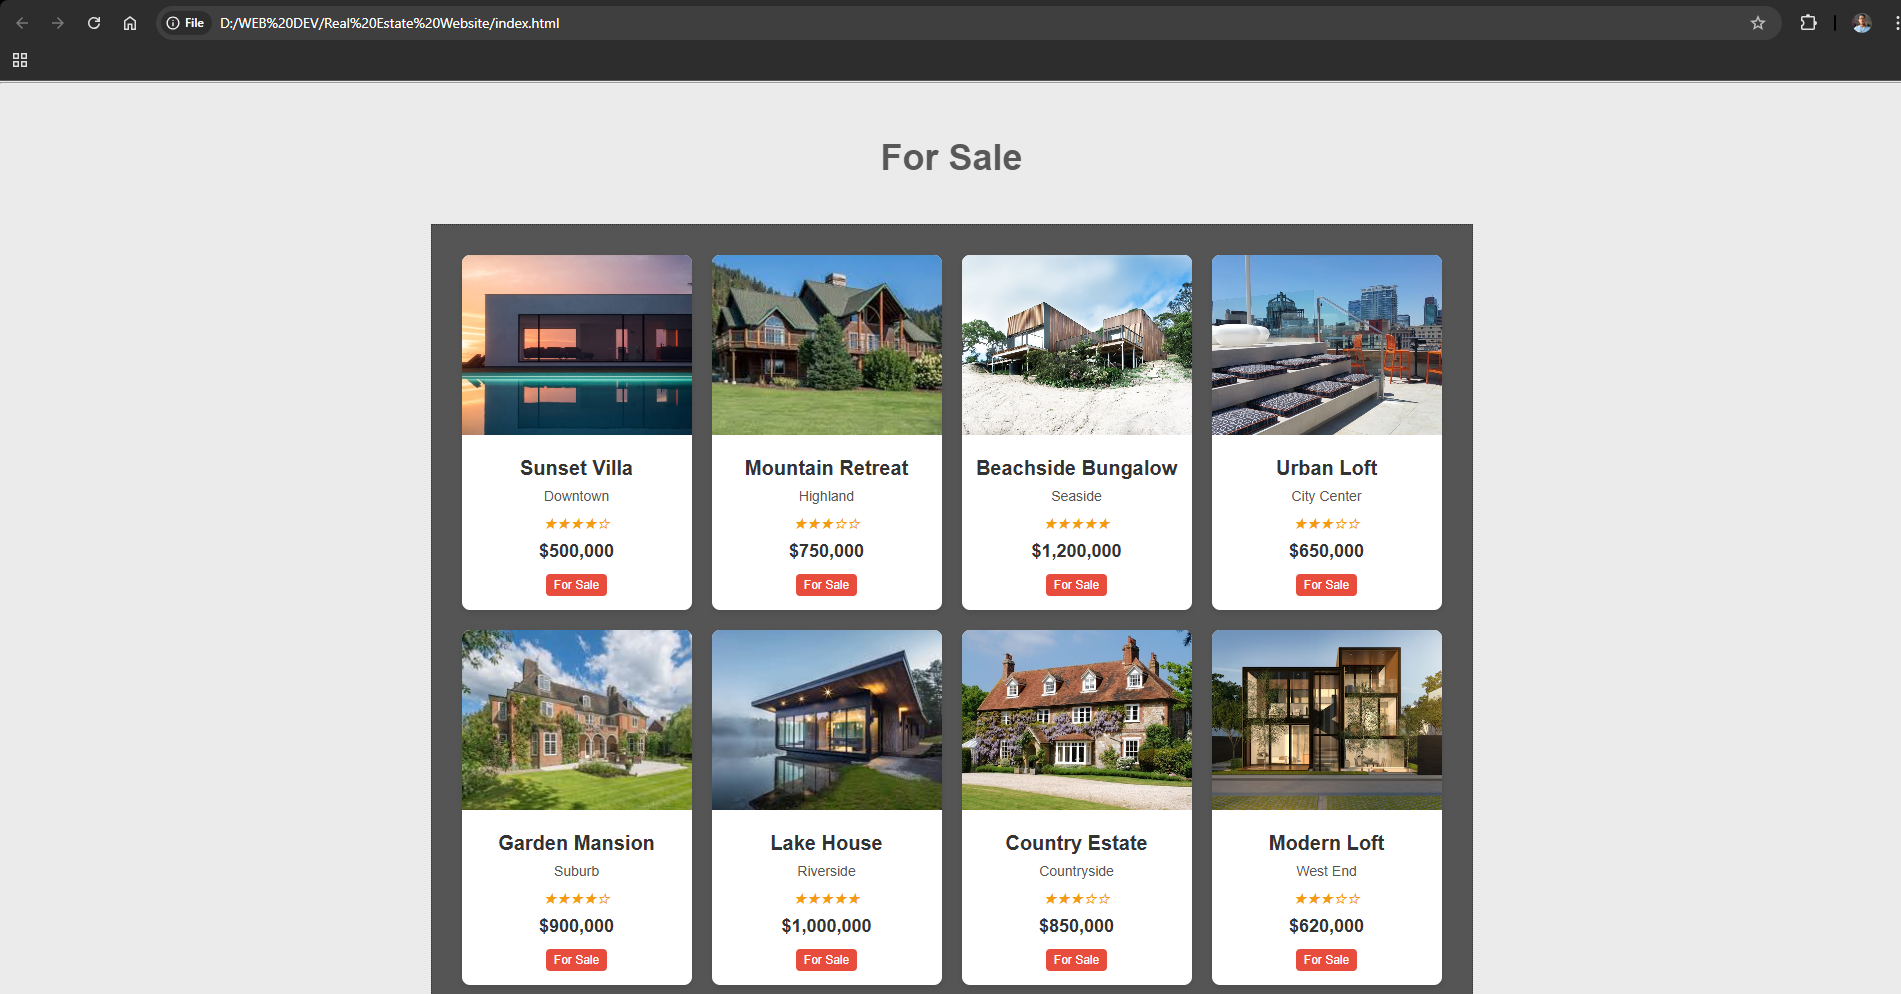 File D:/WEB%20DEV/Real%20Estate%20Website/index.html
For Sale
Sunset Villa
Downtown
★★★★☆
$500,000
For Sale
Mountain Retreat
Highland
★★★☆☆
$750,000
For Sale
Beachside Bungalow
Seaside
★★★★★
$1,200,000
For Sale
Urban Loft
City Center
★★★☆☆
$650,000
For Sale
Garden Mansion
Suburb
★★★★☆
$900,000
For Sale
Lake House
Riverside
★★★★★
$1,000,000
For Sale
Country Estate
Countryside
★★★☆☆
$850,000
For Sale
Modern Loft
West End
★★★☆☆
$620,000
For Sale